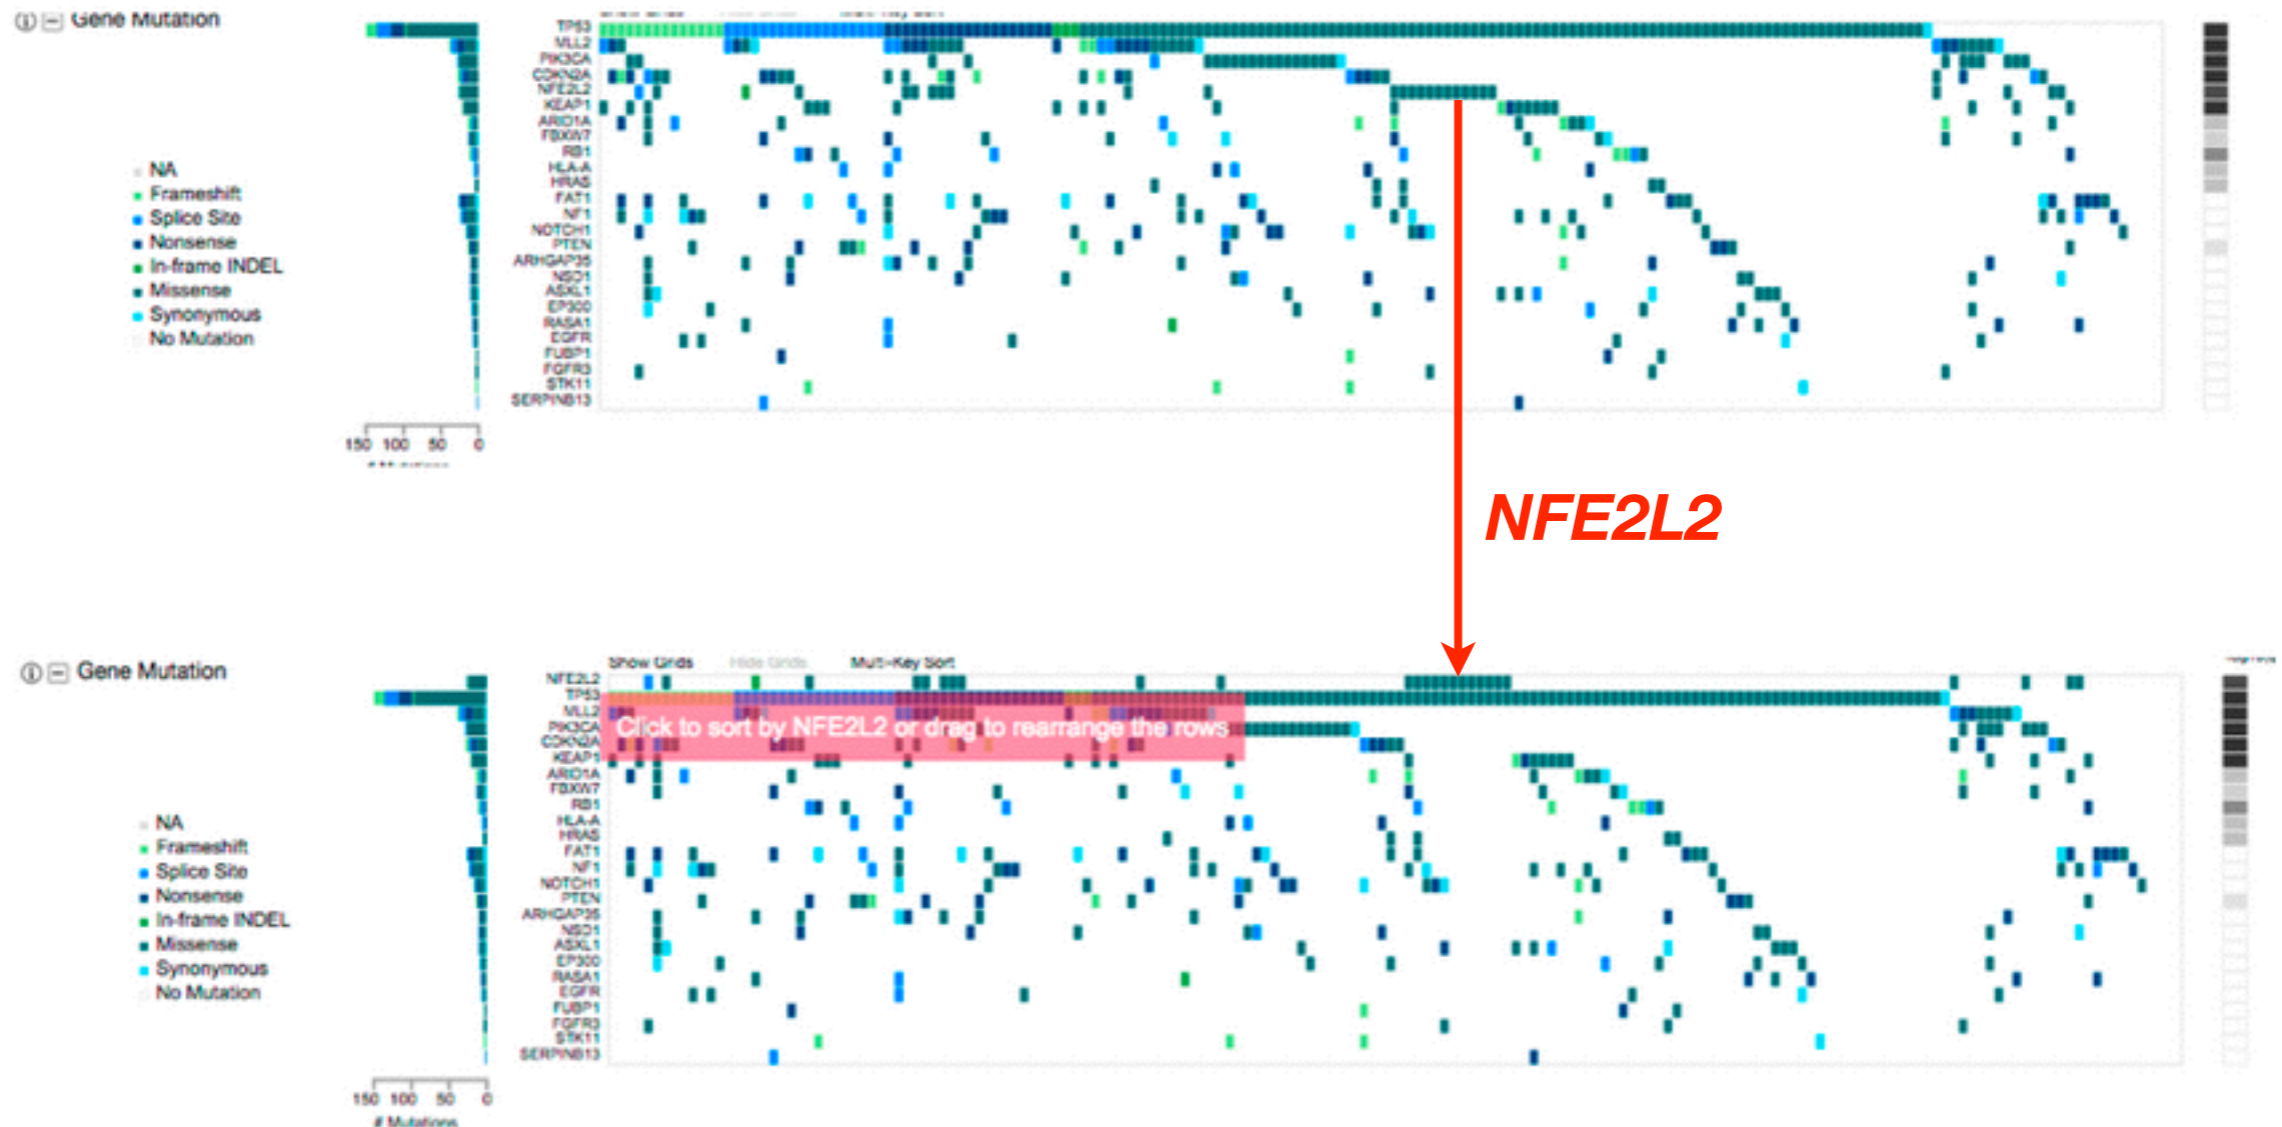 Gene Mutation
TP53
MLL2
PIK3CA
CDKN2A
NFE2L2
KEAP1
ARID1A
FBXW7
RB1
HLA-A
HRAS
FAT1
NF1
NOTCH1
PTEN
ARHGAP35
NSD1
ASXL1
EP300
RASA1
EGFR
FUBP1
FGFR3
STK11
SERPINB13
NA
Frameshift
Splice Site
Nonsense
In-frame INDEL
Missense
Synonymous
No Mutation
150 100 50 0
NFE2L2
Gene Mutation
Show Grids Hide Grids Multi-Key Sort
NFE2L2
TP53
MLL2
PIK3CA
CDKN2A
KEAP1
ARID1A
FBXW7
RB1
HLA-A
HRAS
FAT1
NF1
NOTCH1
PTEN
ARHGAP35
NSD1
ASXL1
EP300
RASA1
EGFR
FUBP1
FGFR3
STK11
SERPINB13
Click to sort by NFE2L2 or drag to rearrange the rows
NA
Frameshift
Splice Site
Nonsense
In-frame INDEL
Missense
Synonymous
No Mutation
150 100 50 0
# Mutations